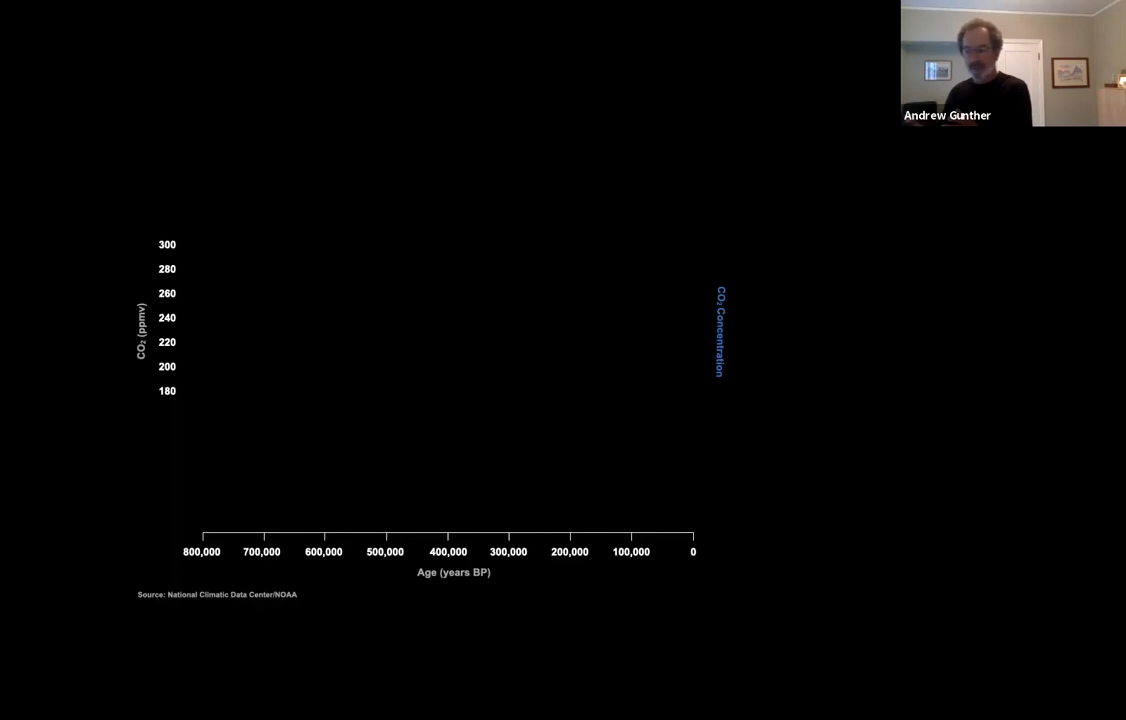 Andrew Gunther
300
280
260
240
220
200
180
CO₂ (ppmv)
CO₂ Concentration
800,000 700,000 600,000 500,000 400,000 300,000 200,000 100,000 0
Age (years BP)
Source: National Climatic Data Center/NOAA